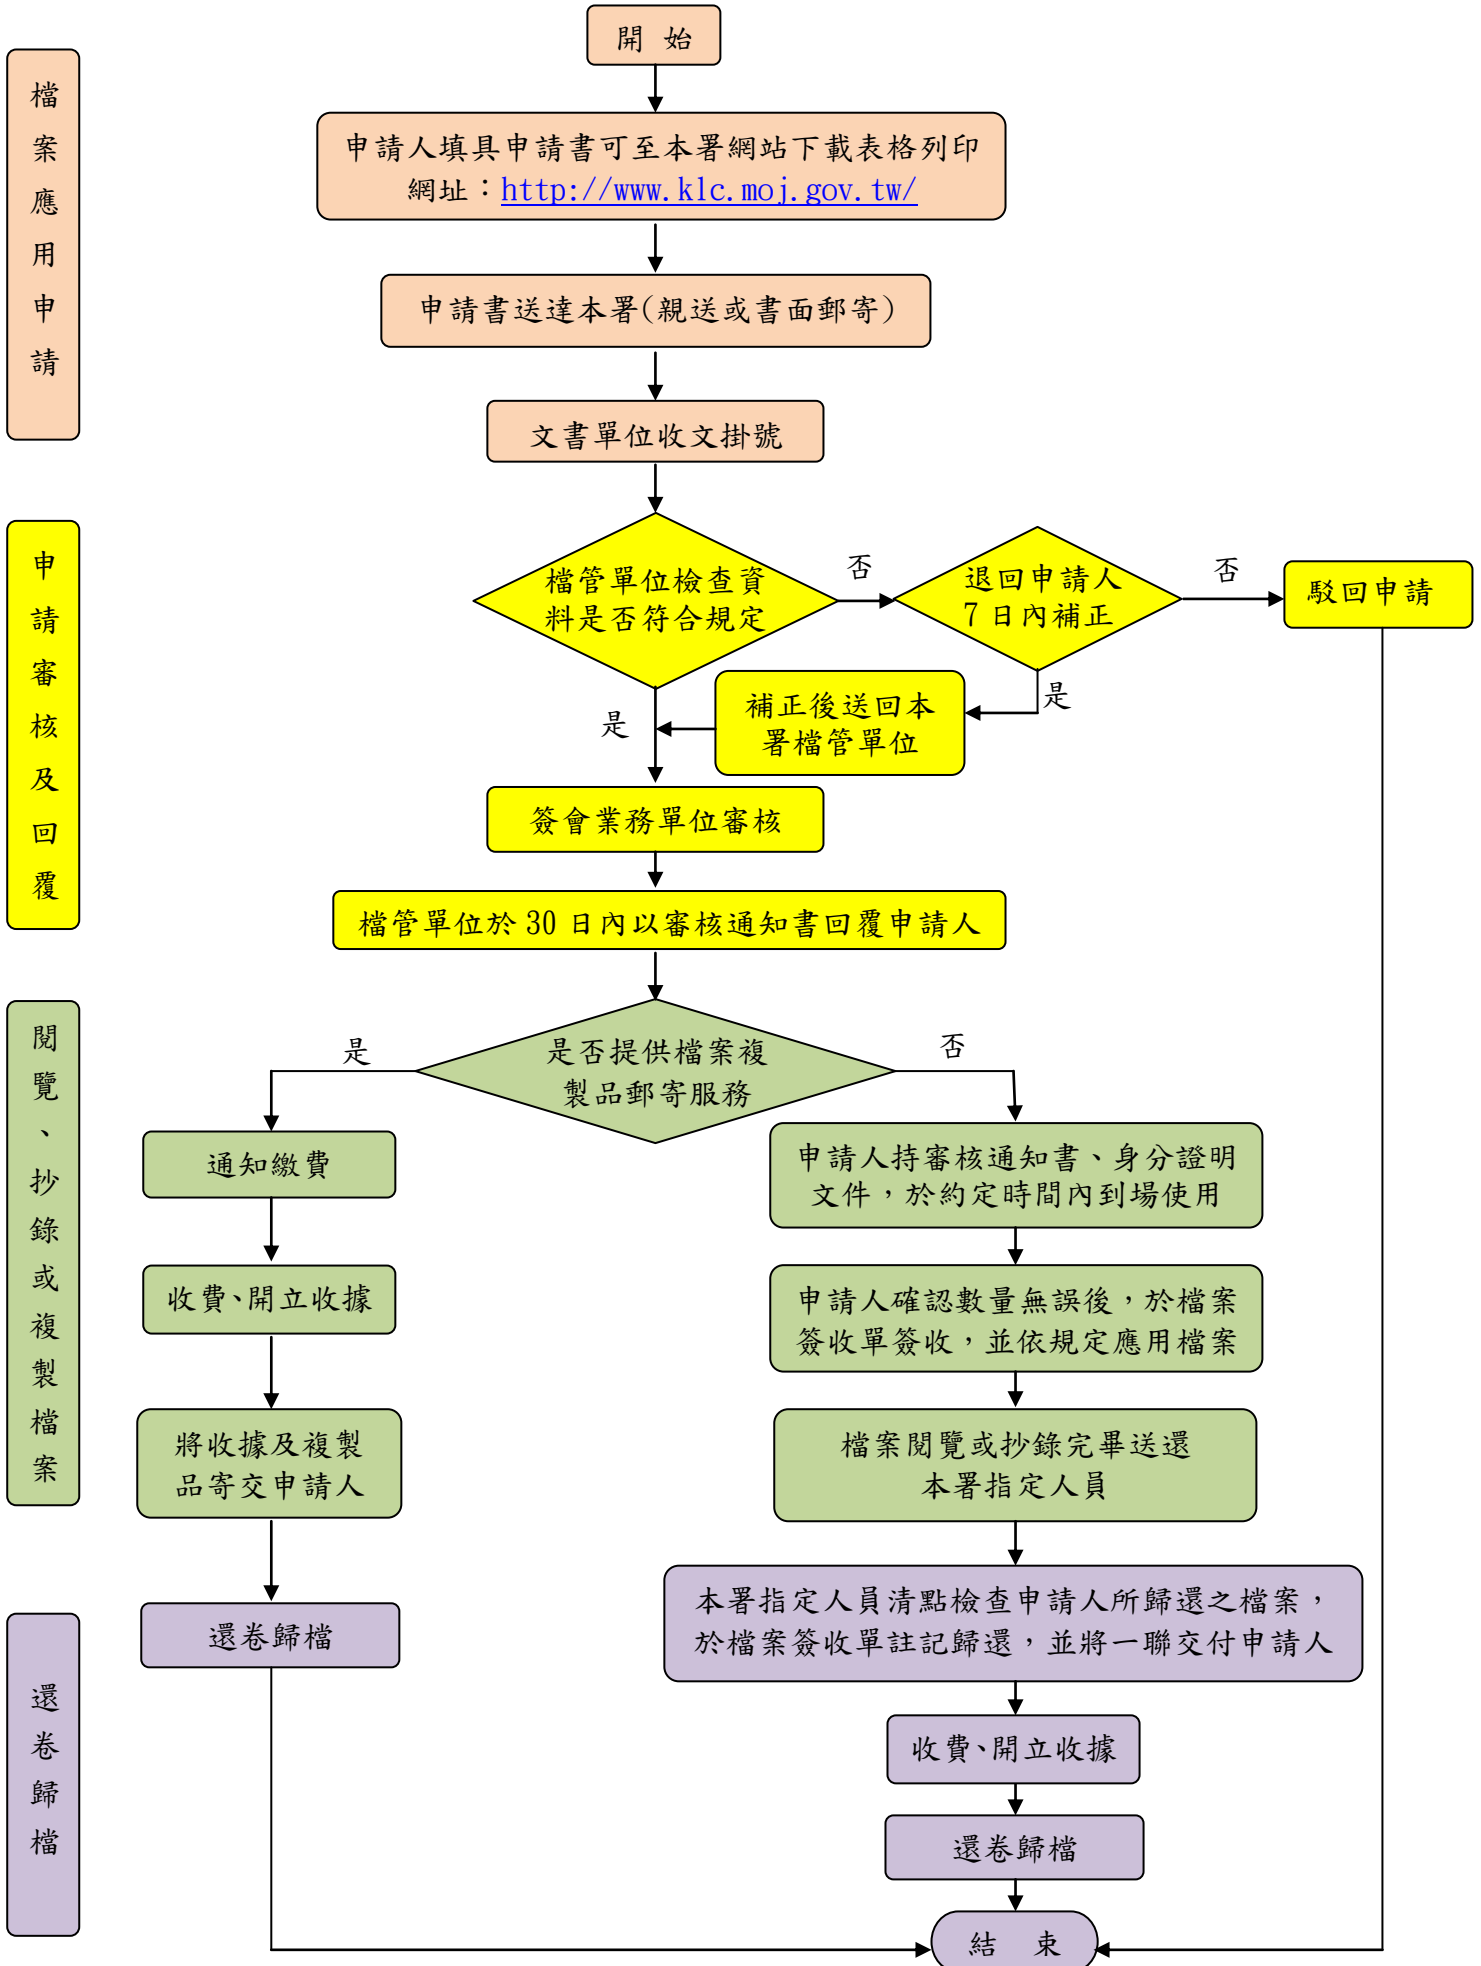 開 始
檔案應用申請
申請人填具申請書可至本署網站下載表格列印
網址：http://www.klc.moj.gov.tw/
申請書送達本署(親送或書面郵寄)
文書單位收文掛號
申請審核及回覆
檔管單位檢查資
料是否符合規定
否
退回申請人
7 日內補正
否
駁回申請
是
補正後送回本
署檔管單位
是
簽會業務單位審核
檔管單位於 30 日內以審核通知書回覆申請人
閱覽、抄錄或複製檔案
是否提供檔案複
製品郵寄服務
是
否
通知繳費
收費、開立收據
將收據及複製
品寄交申請人
還卷歸檔
申請人持審核通知書、身分證明
文件，於約定時間內到場使用
申請人確認數量無誤後，於檔案
簽收單簽收，並依規定應用檔案
檔案閱覽或抄錄完畢送還
本署指定人員
還卷歸檔
本署指定人員清點檢查申請人所歸還之檔案，
於檔案簽收單註記歸還，並將一聯交付申請人
收費、開立收據
還卷歸檔
結 束